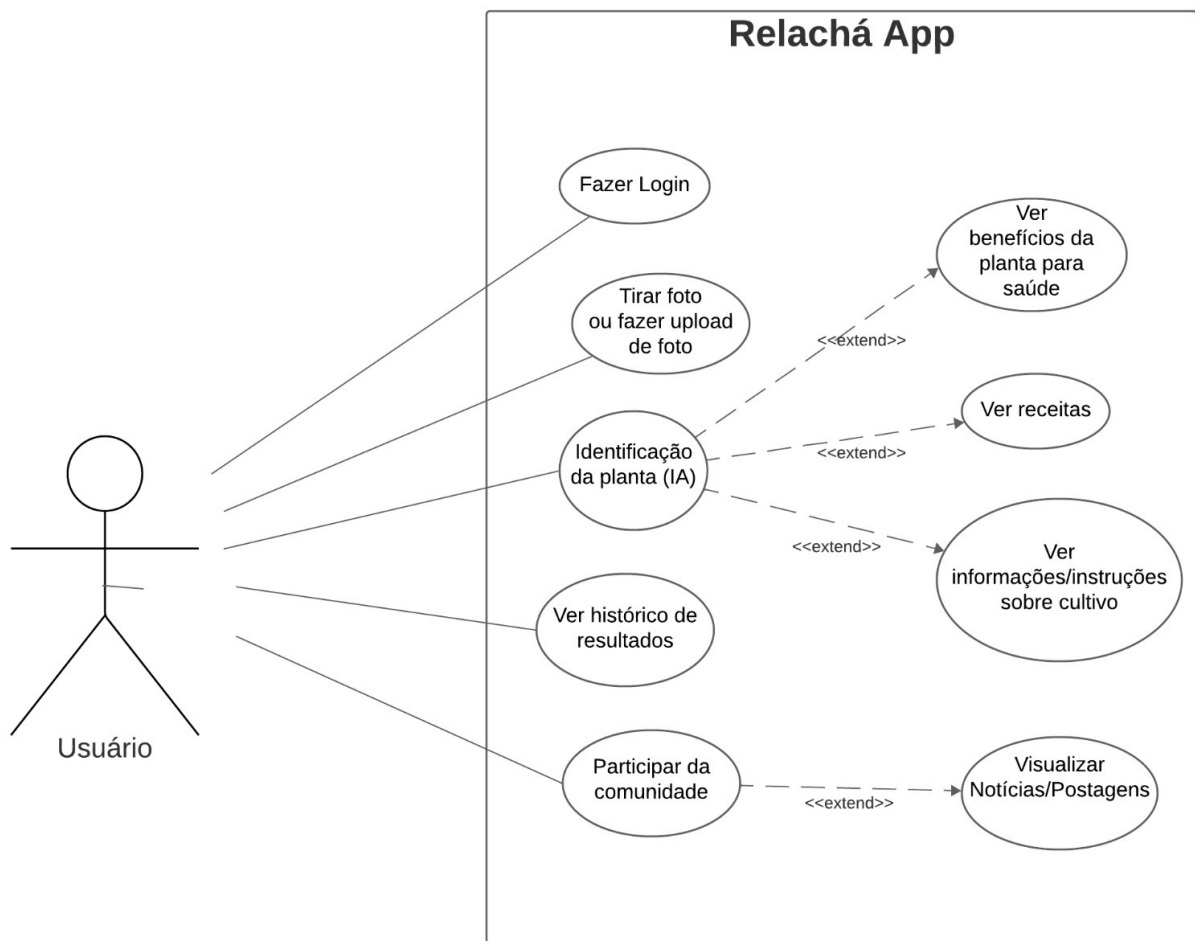 Relachá App
Fazer Login
Ver
benefícios da
planta para
saúde
Tirar foto
ou fazer upload
de foto
<<extend>>
Ver receitas
Identificação
da planta (IA)
<<extend>>
<<extend>>
Ver
informações/instruções
sobre cultivo
Ver histórico de
resultados
Usuário
Participar da
comunidade
<<extend>>
Visualizar
Notícias/Postagens